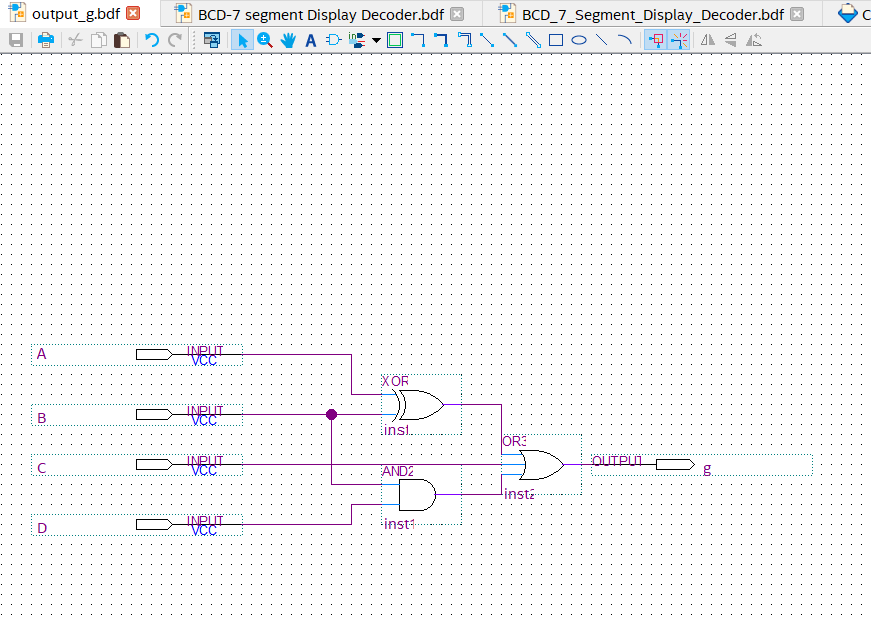 output_g.bdf
BCD-7 segment Display Decoder.bdf
BCD_7_Segment_Display_Decoder.bdf
C
A
A INPUT
VCC
XOR
B INPUT
VCC
inst
OR3
C INPUT
VCC
OUTPUT
g
AND2
inst2
D INPUT
VCC
inst1